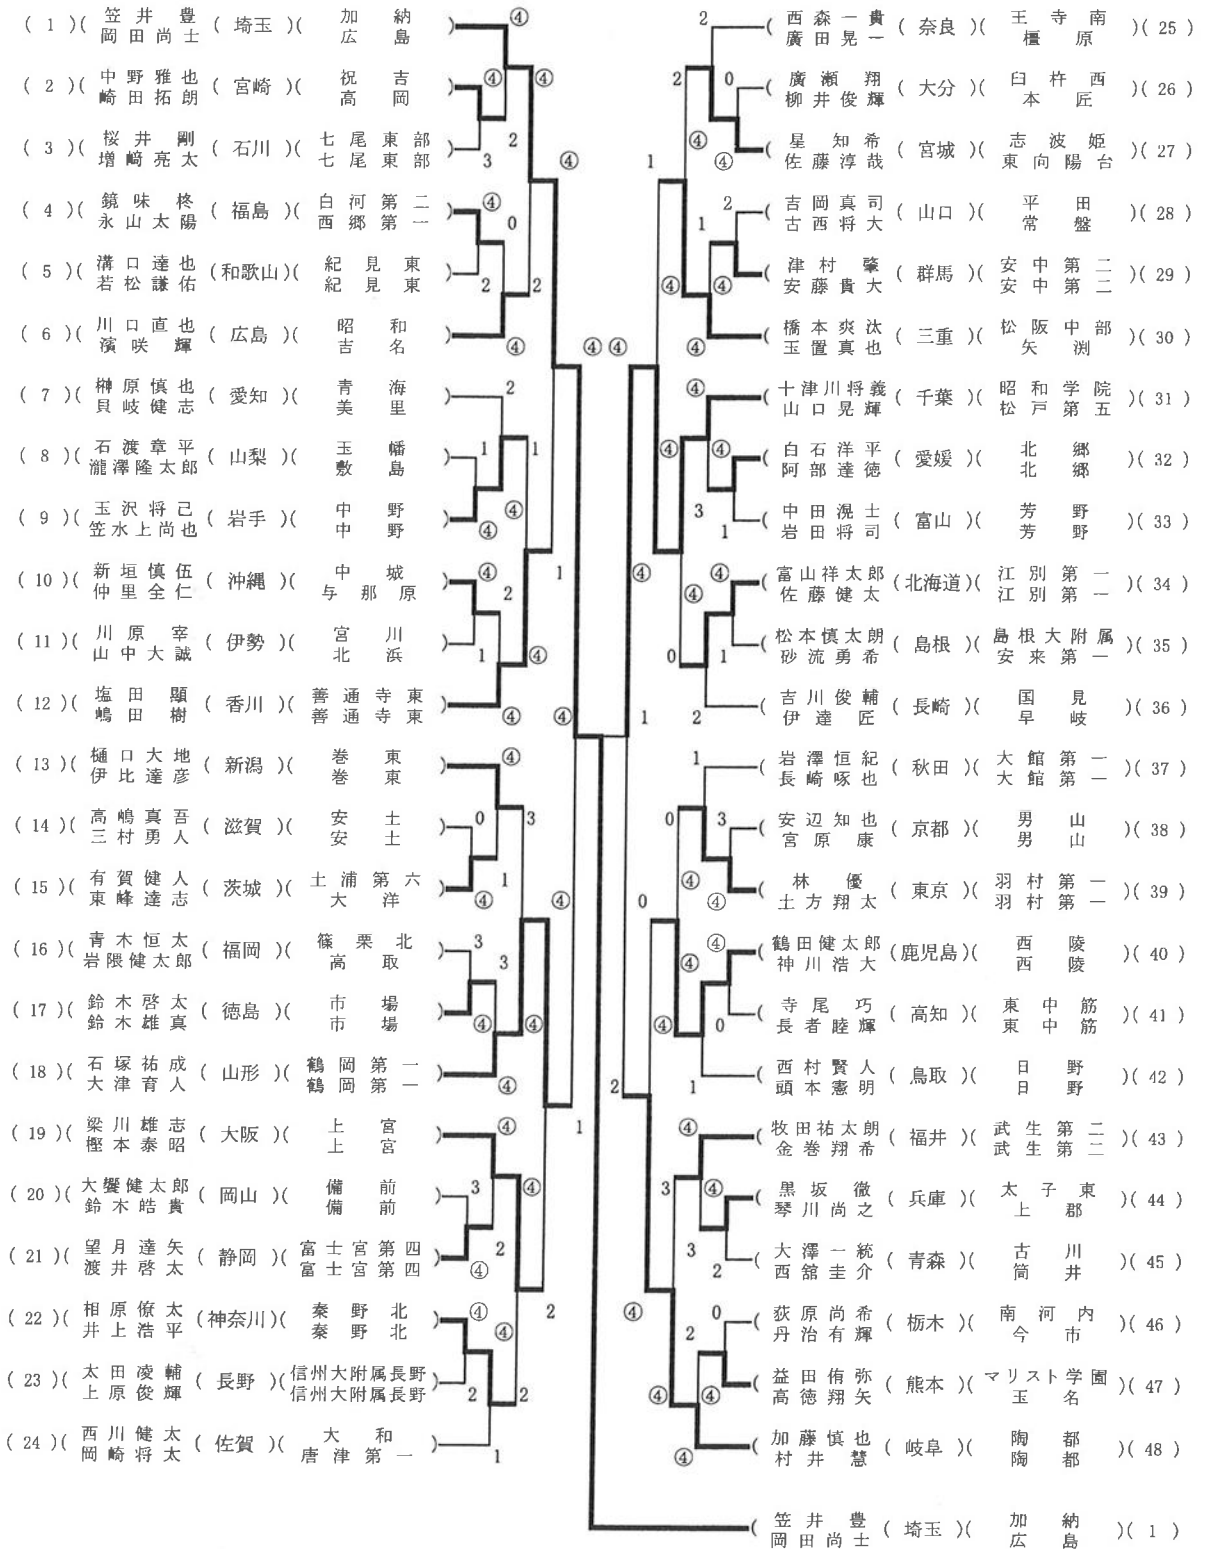 ( 1 )( 笠井豊 岡田尚士 ( 埼玉 )( 加納 広島 )
( 2 )( 中野雅也 崎田拓朗 ( 宮崎 )( 祝吉 高岡 )
( 3 )( 桜井剛 増﨑亮太 ( 石川 )( 七尾東部 七尾東部 )
( 4 )( 鏡味柊 永山太陽 ( 福島 )( 白河第二 西郷第一 )
( 5 )( 溝口達也 若松謙佑 (和歌山)( 紀見東 紀見東 )
( 6 )( 川口直也 濱咲輝 ( 広島 )( 昭和 吉名 )
( 7 )( 榊原慎也 貝岐健志 ( 愛知 )( 青海 美里 )
( 8 )( 石渡章平 瀧澤隆太郎 ( 山梨 )( 玉幡 敷島 )
( 9 )( 玉沢将己 笠水上尚也 ( 岩手 )( 中野 中野 )
( 10 )( 新垣慎伍 仲里全仁 ( 沖縄 )( 中城 与那原 )
( 11 )( 川原宰 山中大誠 ( 伊勢 )( 宮川 北浜 )
( 12 )( 塩田顯 嶋田樹 ( 香川 )( 善通寺東 善通寺東 )
( 13 )( 樋口大地 伊比達彦 ( 新潟 )( 巻東 巻東 )
( 14 )( 高嶋真吾 三村勇人 ( 滋賀 )( 安土 安土 )
( 15 )( 有賀健人 東峰達志 ( 茨城 )( 土浦第六 大洋 )
( 16 )( 青木恒太 岩隈健太郎 ( 福岡 )( 篠栗北 高取 )
( 17 )( 鈴木啓太 鈴木雄真 ( 徳島 )( 市場 市場 )
( 18 )( 石塚祐成 大津育人 ( 山形 )( 鶴岡第一 鶴岡第一 )
( 19 )( 梁川雄志 樫本泰昭 ( 大阪 )( 上宮 上宮 )
( 20 )( 大饗健太郎 鈴木皓貴 ( 岡山 )( 備前 備前 )
( 21 )( 望月達矢 渡井啓太 ( 静岡 )( 富士宮第四 富士宮第四 )
( 22 )( 相原僚太 井上浩平 (神奈川)( 秦野北 秦野北 )
( 23 )( 太田凌輔 上原俊輝 ( 長野 )( 信州大附属長野 信州大附属長野 )
( 24 )( 西川健太 岡崎将太 ( 佐賀 )( 大和 唐津第一 )
( 西森一貴 廣田晃一 ( 奈良 )( 王寺南 橿原 )( 25 )
( 廣瀬翔 柳井俊輝 ( 大分 )( 臼杵西 本匠 )( 26 )
( 星知希 佐藤淳哉 ( 宮城 )( 志波姫 東向陽台 )( 27 )
( 吉岡真司 古西将大 ( 山口 )( 平田 常盤 )( 28 )
( 津村肇 安藤貴大 ( 群馬 )( 安中第二 安中第二 )( 29 )
( 橋本爽汰 玉置真也 ( 三重 )( 松阪中部 矢渕 )( 30 )
( 十津川将義 山口晃輝 ( 千葉 )( 昭和学院 松戸第五 )( 31 )
( 白石洋平 阿部達徳 ( 愛媛 )( 北郷 北郷 )( 32 )
( 中田滉士 岩田将司 ( 富山 )( 芳野 芳野 )( 33 )
( 富山祥太郎 佐藤健太 (北海道)( 江別第一 江別第一 )( 34 )
( 松本慎太朗 砂流勇希 ( 島根 )( 島根大附属 安来第一 )( 35 )
( 吉川俊輔 伊達匠 ( 長崎 )( 国見 早岐 )( 36 )
( 岩澤恒紀 長崎啄也 ( 秋田 )( 大館第一 大館第一 )( 37 )
( 安辺知也 宮原康 ( 京都 )( 男山 男山 )( 38 )
( 林優 土方翔太 ( 東京 )( 羽村第一 羽村第一 )( 39 )
( 鶴田健太郎 神川浩大 (鹿児島)( 西陵 西陵 )( 40 )
( 寺尾巧 長者睦輝 ( 高知 )( 東中筋 東中筋 )( 41 )
( 西村賢人 頭本憲明 ( 鳥取 )( 日野 日野 )( 42 )
( 牧田祐太朗 金巻翔希 ( 福井 )( 武生第二 武生第二 )( 43 )
( 黒坂徹 琴川尚之 ( 兵庫 )( 太子東 上郡 )( 44 )
( 大澤一統 西舘圭介 ( 青森 )( 古川 筒井 )( 45 )
( 荻原尚希 丹治有輝 ( 栃木 )( 南河内 今市 )( 46 )
( 益田侑弥 高徳翔矢 ( 熊本 )( マリスト学園 玉名 )( 47 )
( 加藤慎也 村井慧 ( 岐阜 )( 陶都 陶都 )( 48 )
( 笠井豊 岡田尚士 ( 埼玉 )( 加納 広島 )( 1 )